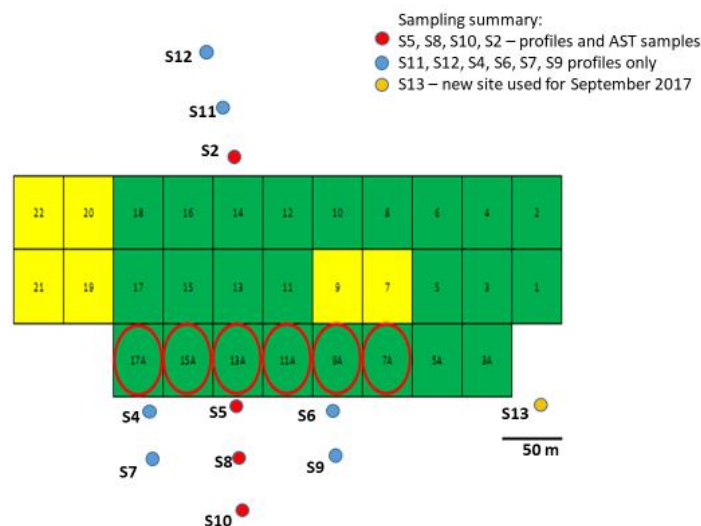 Sampling summary:
S5, S8, S10, S2 – profiles and AST samples
S11, S12, S4, S6, S7, S9 profiles only
S13 – new site used for September 2017
S12
S11
S2
22 20 18 16 14 12 10 8 6 4 2
21 19 17 15 13 11 9 7 5 3 1
17A 15A 13A 11A 9A 7A 5A 3A
S4 S5 S6 S13
50 m
S7 S8 S9
S10